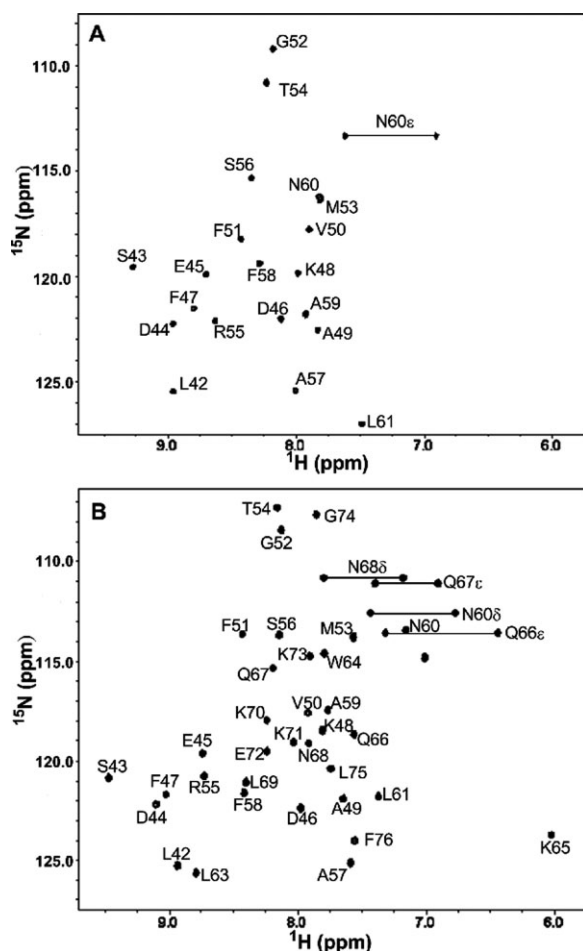 A
G52
110.0
T54
N60ε
115.0
S56
N60
M53
V50
F51
S43
E45
F58
K48
120.0
F47
D46
A59
D44
R55
A49
125.0
L42
A57
L61
9.0 8.0 7.0 6.0
¹H (ppm)
¹⁵N (ppm)
B
T54
G74
G52
110.0
N68δ
Q67ε
N60δ
F51
S56
M53
N60
Q66ε
K73
W64
115.0
Q67
V50
A59
K70
K71
K48
Q66
E45
E72
N68
S43
L75
120.0
F47
R55
L69
D44
F58
D46
A49
L61
F76
K65
L42
L63
A57
125.0
9.0 8.0 7.0 6.0
¹H (ppm)
¹⁵N (ppm)